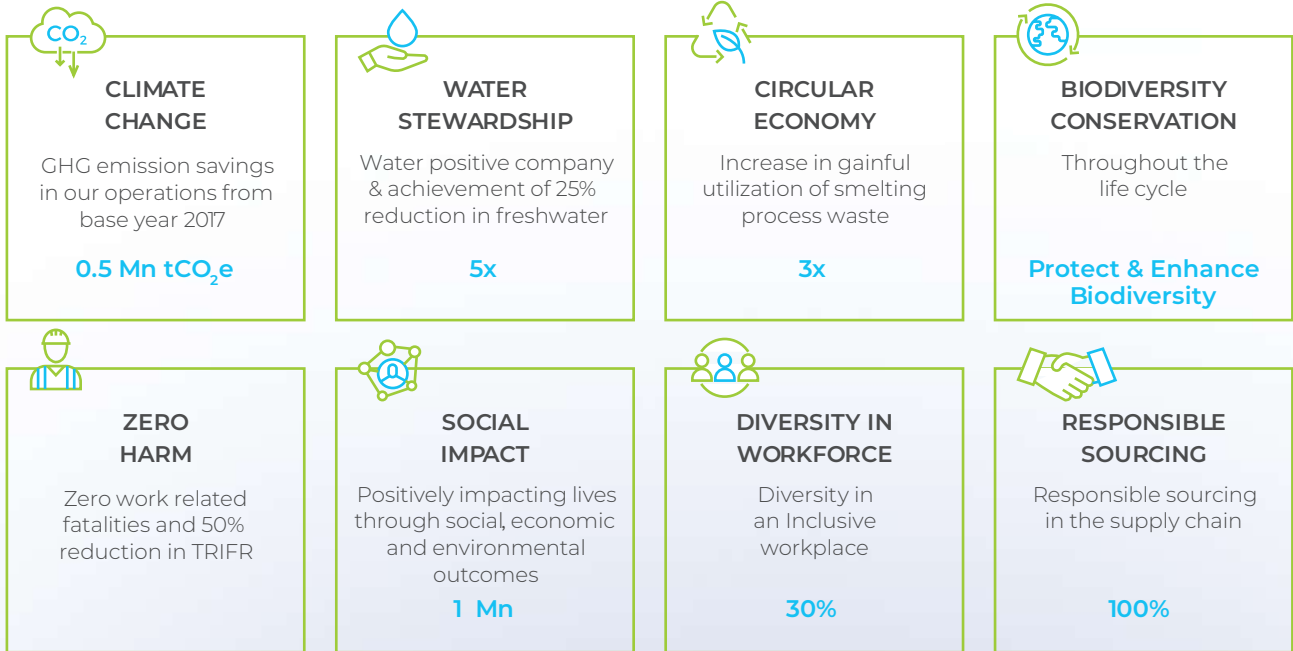 CO2
CLIMATE
CHANGE
GHG emission savings
in our operations from
base year 2017
0.5 Mn tCO2e
WATER
STEWARDSHIP
Water positive company
& achievement of 25%
reduction in freshwater
5x
CIRCULAR
ECONOMY
Increase in gainful
utilization of smelting
process waste
3x
BIODIVERSITY
CONSERVATION
Throughout the
life cycle
Protect & Enhance
Biodiversity
ZERO
HARM
Zero work related
fatalities and 50%
reduction in TRIFR
SOCIAL
IMPACT
Positively impacting lives
through social, economic
and environmental
outcomes
1 Mn
DIVERSITY IN
WORKFORCE
Diversity in
an Inclusive
workplace
30%
RESPONSIBLE
SOURCING
Responsible sourcing
in the supply chain
100%